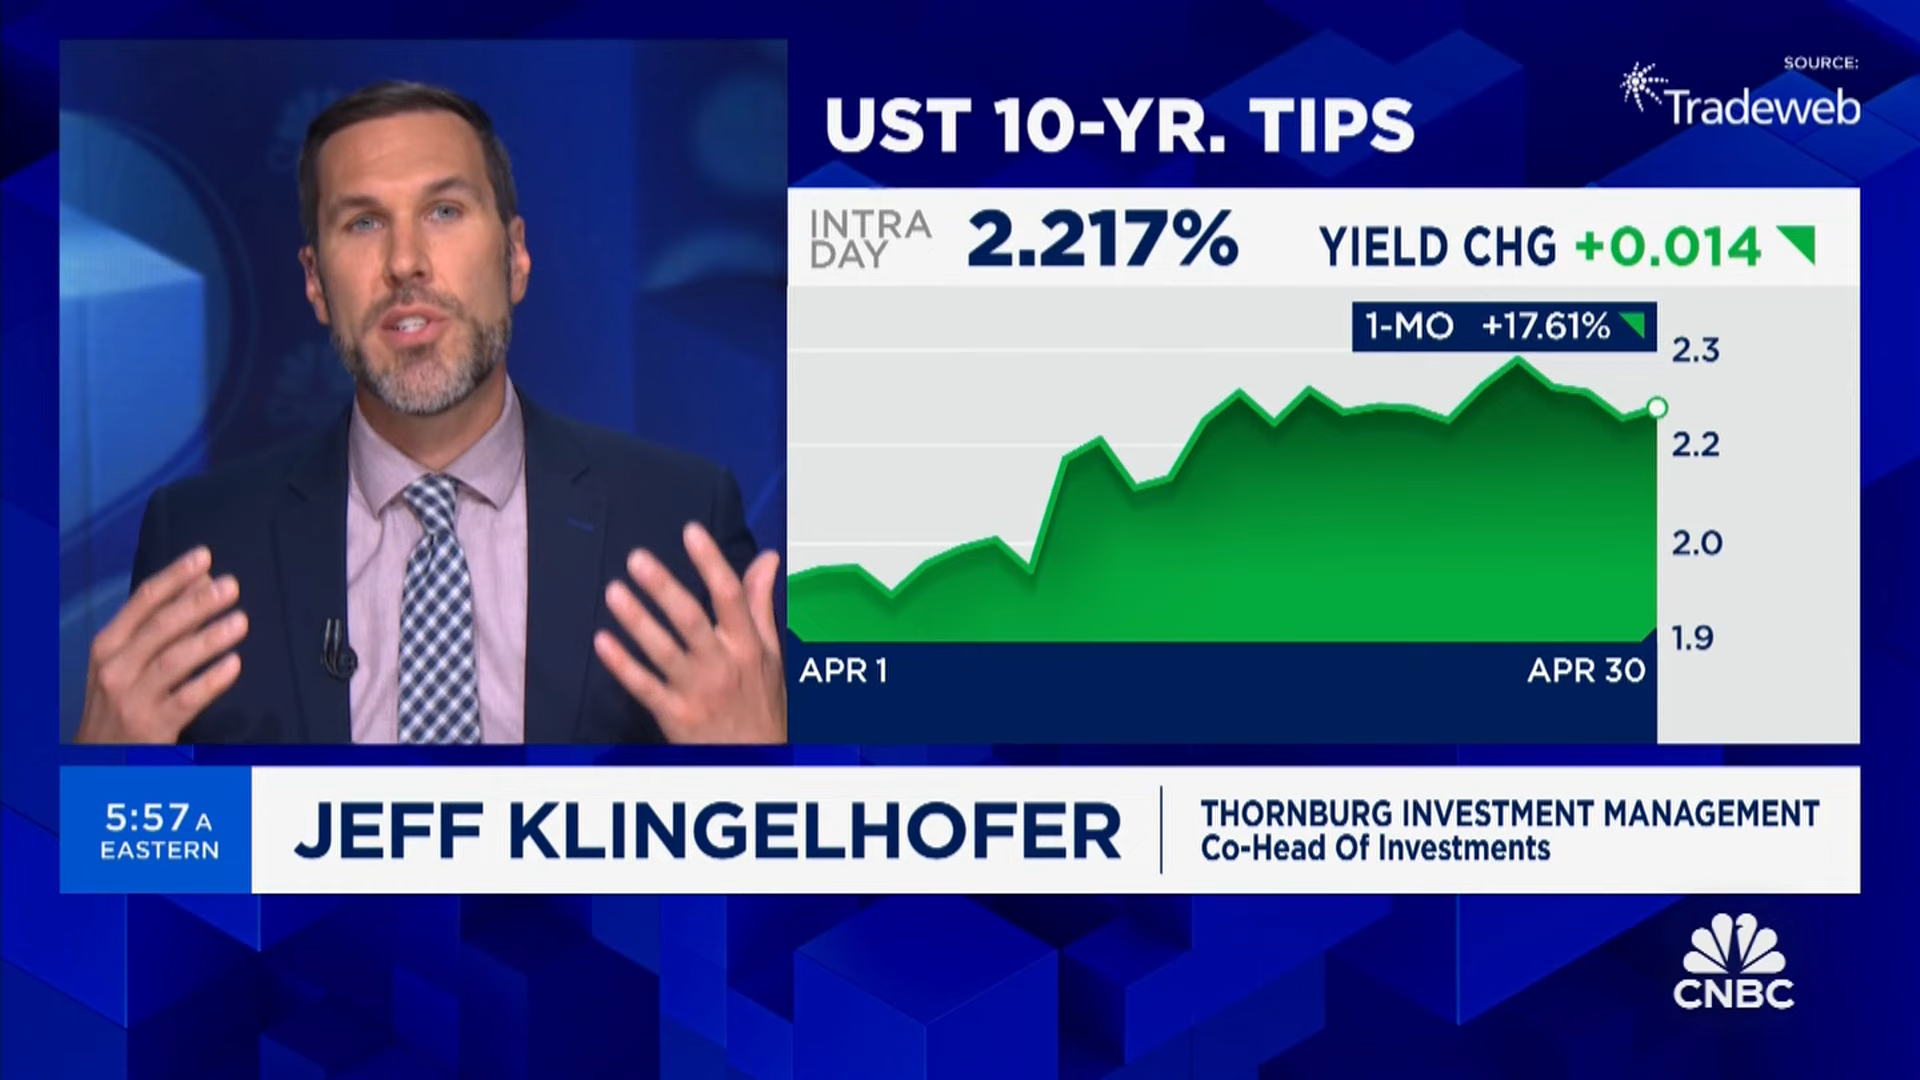 SOURCE:
Tradeweb
UST 10-YR. TIPS
INTRA
DAY
2.217%
YIELD CHG +0.014
1-MO +17.61%
2.3
2.2
2.0
1.9
APR 1
APR 30
5:57 A
EASTERN
JEFF KLINGELHOFER
THORNBURG INVESTMENT MANAGEMENT
Co-Head Of Investments
CNBC